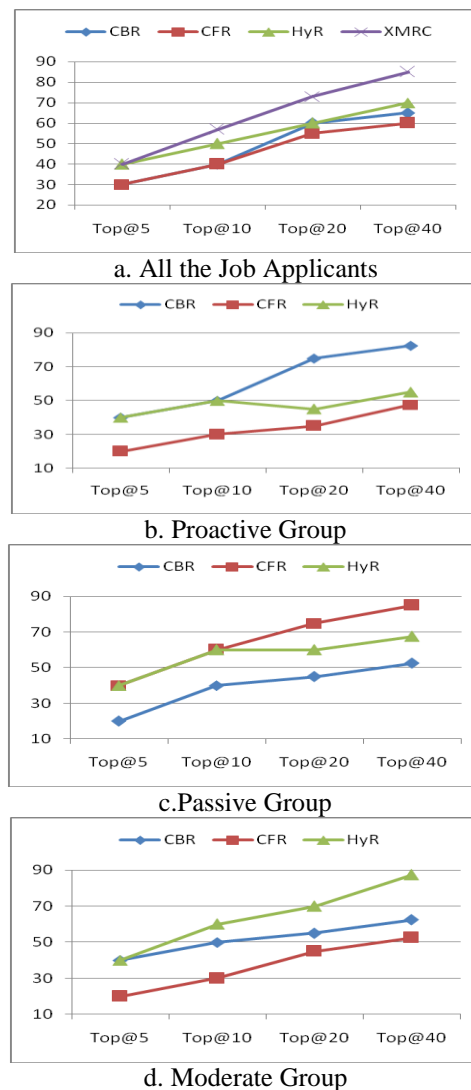 CBR CFR HyR XMRC
90
80
70
60
50
40
30
20
Top@5 Top@10 Top@20 Top@40
a. All the Job Applicants
CBR CFR HyR
90
70
50
30
10
Top@5 Top@10 Top@20 Top@40
b. Proactive Group
CBR CFR HyR
90
70
50
30
10
Top@5 Top@10 Top@20 Top@40
c.Passive Group
CBR CFR HyR
90
70
50
30
10
Top@5 Top@10 Top@20 Top@40
d. Moderate Group